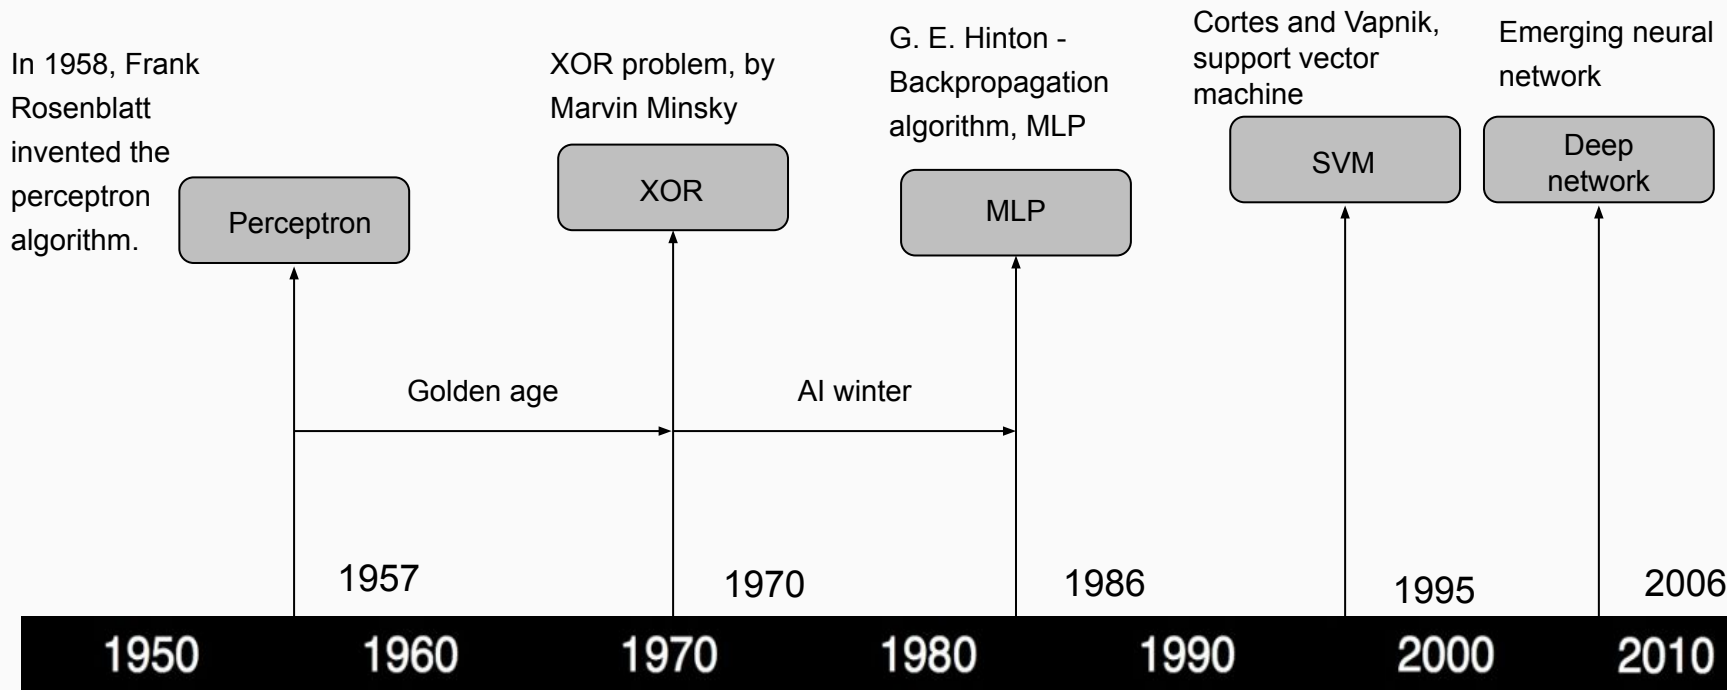 In 1958, Frank
Rosenblatt
invented the
perceptron
algorithm.
Perceptron
XOR problem, by
Marvin Minsky
XOR
G. E. Hinton -
Backpropagation
algorithm, MLP
MLP
Cortes and Vapnik,
support vector
machine
SVM
Emerging neural
network
Deep
network
Golden age
AI winter
1957
1970
1986
1995
2006
1950
1960
1970
1980
1990
2000
2010